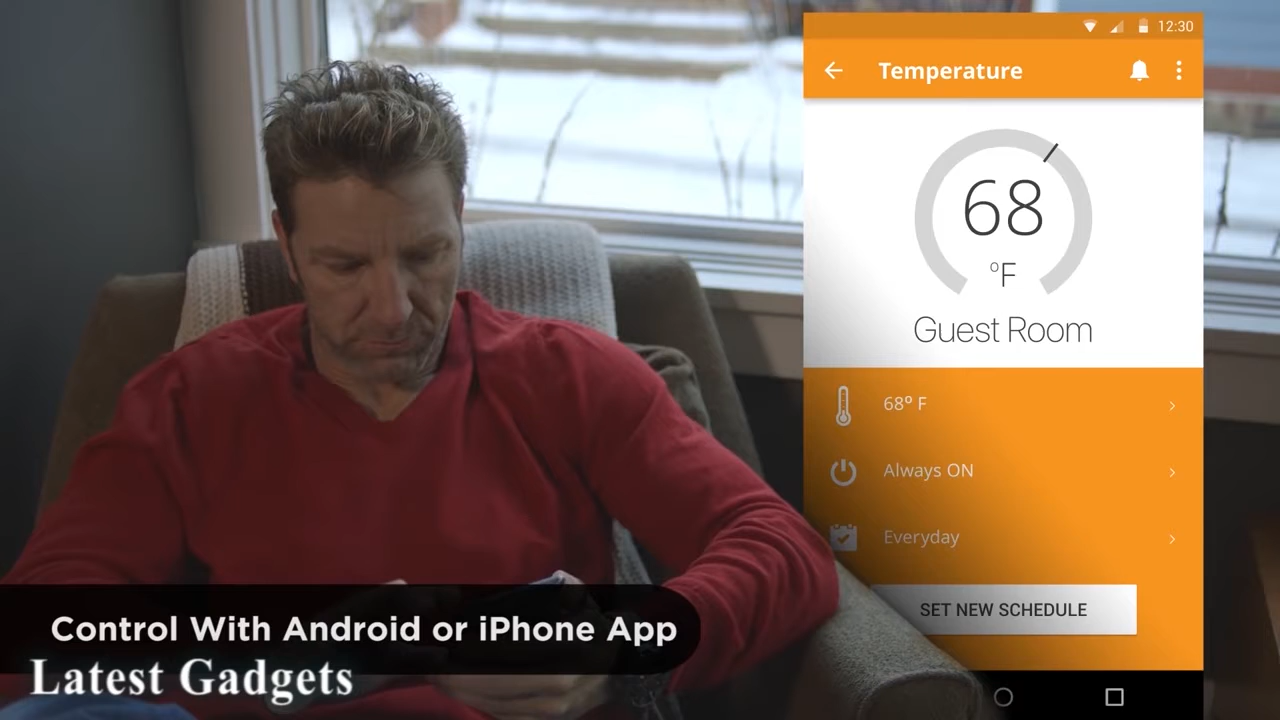 12:30
Temperature
68
°F
Guest Room
68º F
Always ON
Everyday
SET NEW SCHEDULE
Control With Android or iPhone App
Latest Gadgets